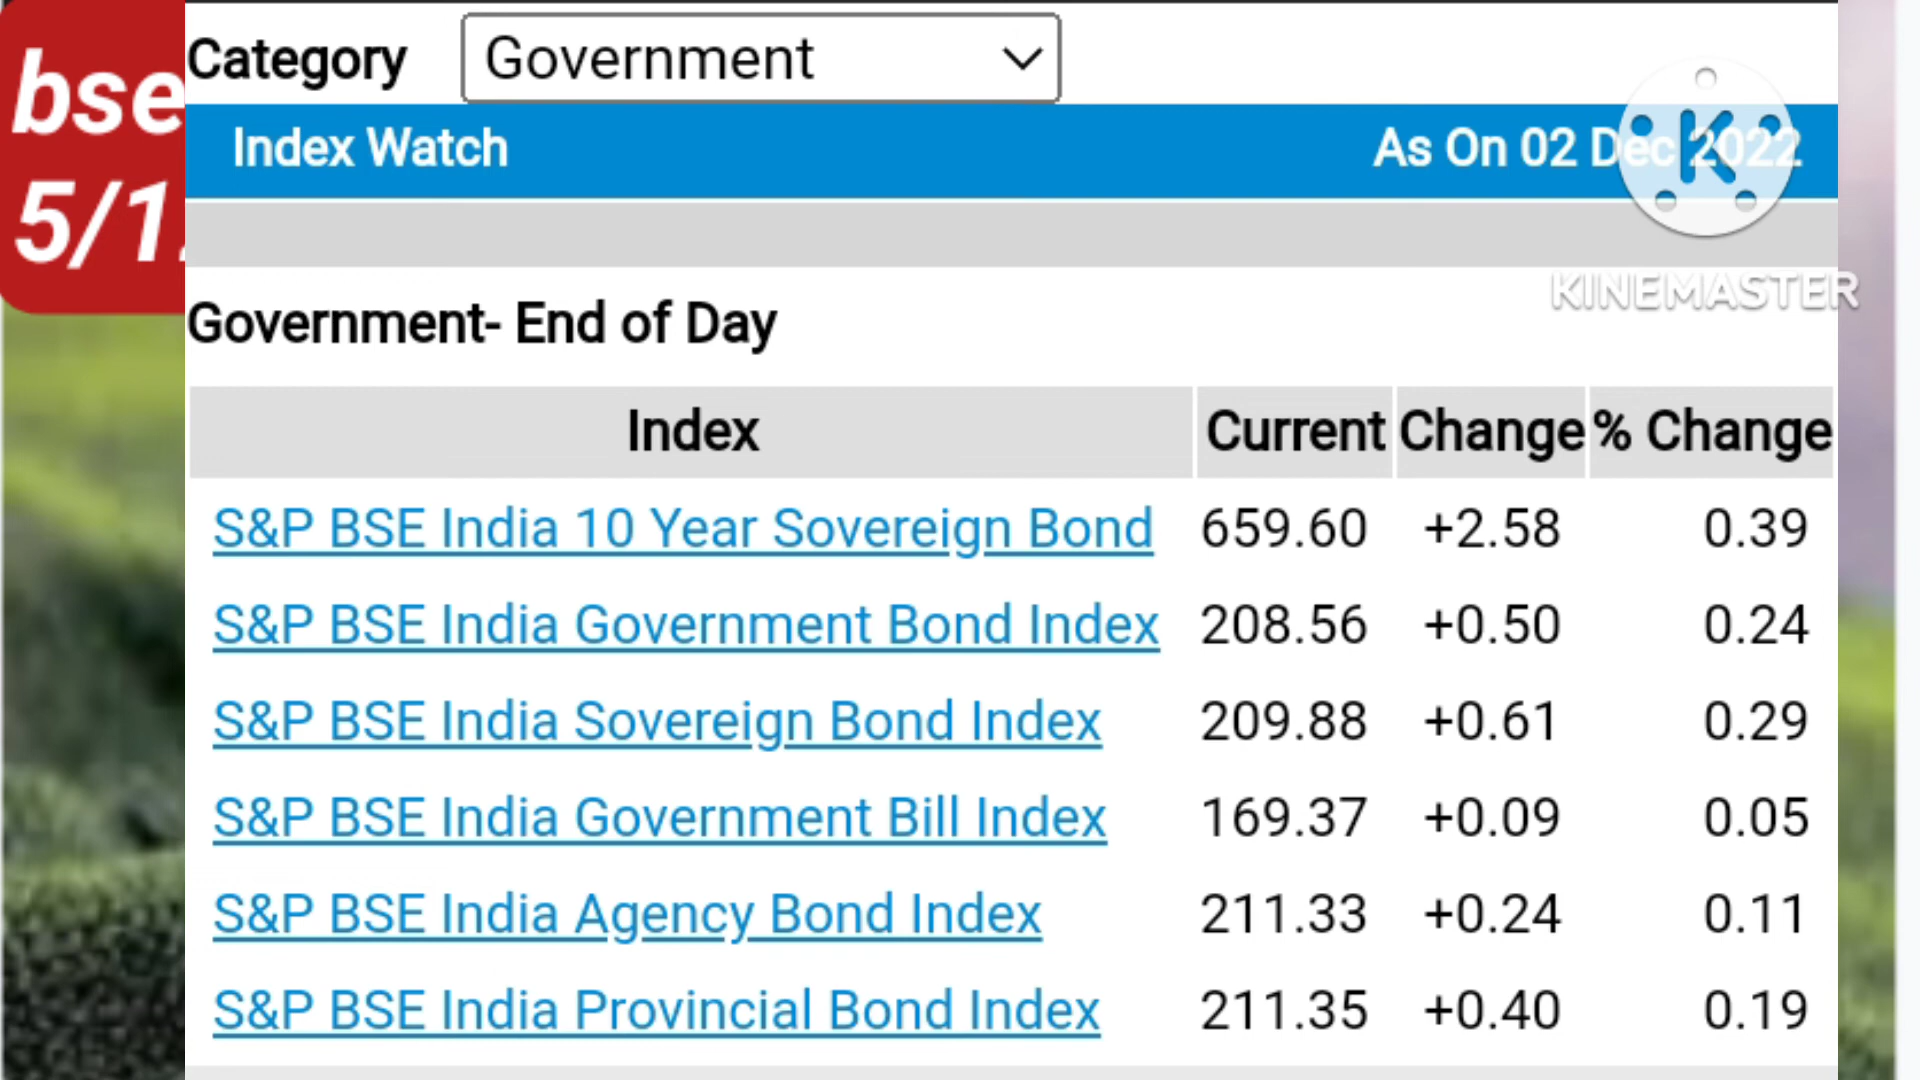 bse
5/1
Category Government
Index Watch As On 02 Dec 2022
K
KINEMASTER
Government- End of Day
Index Current Change % Change
S&P BSE India 10 Year Sovereign Bond 659.60 +2.58 0.39
S&P BSE India Government Bond Index 208.56 +0.50 0.24
S&P BSE India Sovereign Bond Index 209.88 +0.61 0.29
S&P BSE India Government Bill Index 169.37 +0.09 0.05
S&P BSE India Agency Bond Index 211.33 +0.24 0.11
S&P BSE India Provincial Bond Index 211.35 +0.40 0.19